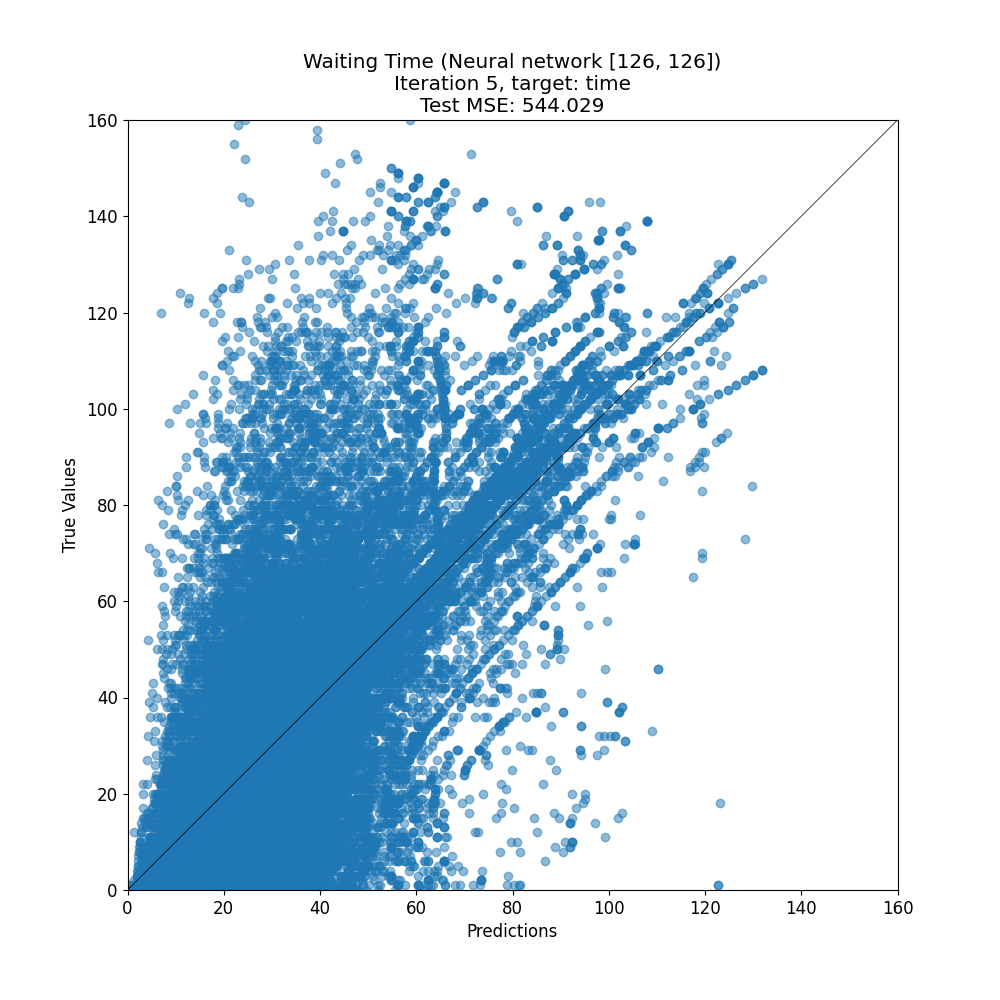 Waiting Time (Neural network [126, 126])
Iteration 5, target: time
Test MSE: 544.029
160
140
120
100
80
60
40
20
0
True Values
0 20 40 60 80 100 120 140 160
Predictions